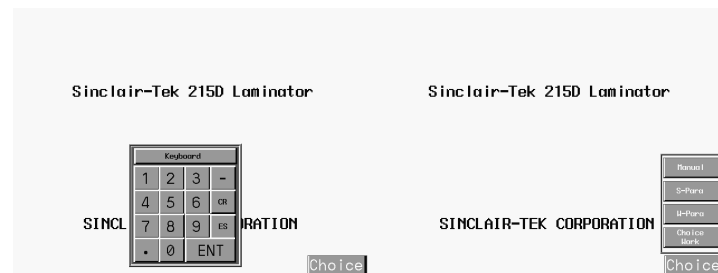 Sinclair-Tek 215D Laminator
Keyboard
1 2 3 -
4 5 6 CR
7 8 9 ES
. 0 ENT
SINCL
RATION
Choice
Sinclair-Tek 215D Laminator
SINCLAIR-TEK CORPORATION
Manual
S-Para
W-Para
Choice
Work
Choice